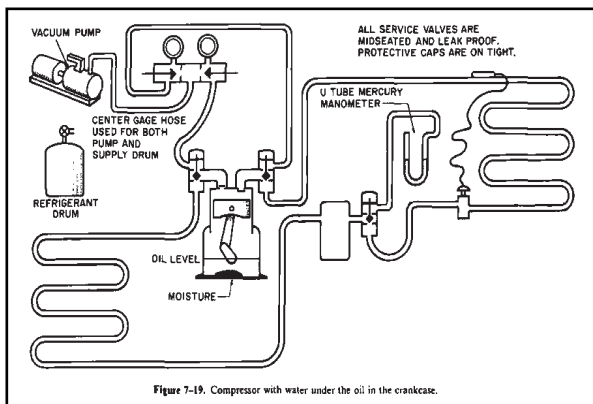 VACUUM PUMP
ALL SERVICE VALVES ARE
MIDSEATED AND LEAK PROOF.
PROTECTIVE CAPS ARE ON TIGHT.
U TUBE MERCURY
MANOMETER
CENTER GAGE HOSE
USED FOR BOTH
PUMP AND
SUPPLY DRUM
REFRIGERANT
DRUM
OIL LEVEL
MOISTURE
Figure 7-19. Compressor with water under the oil in the crankcase.